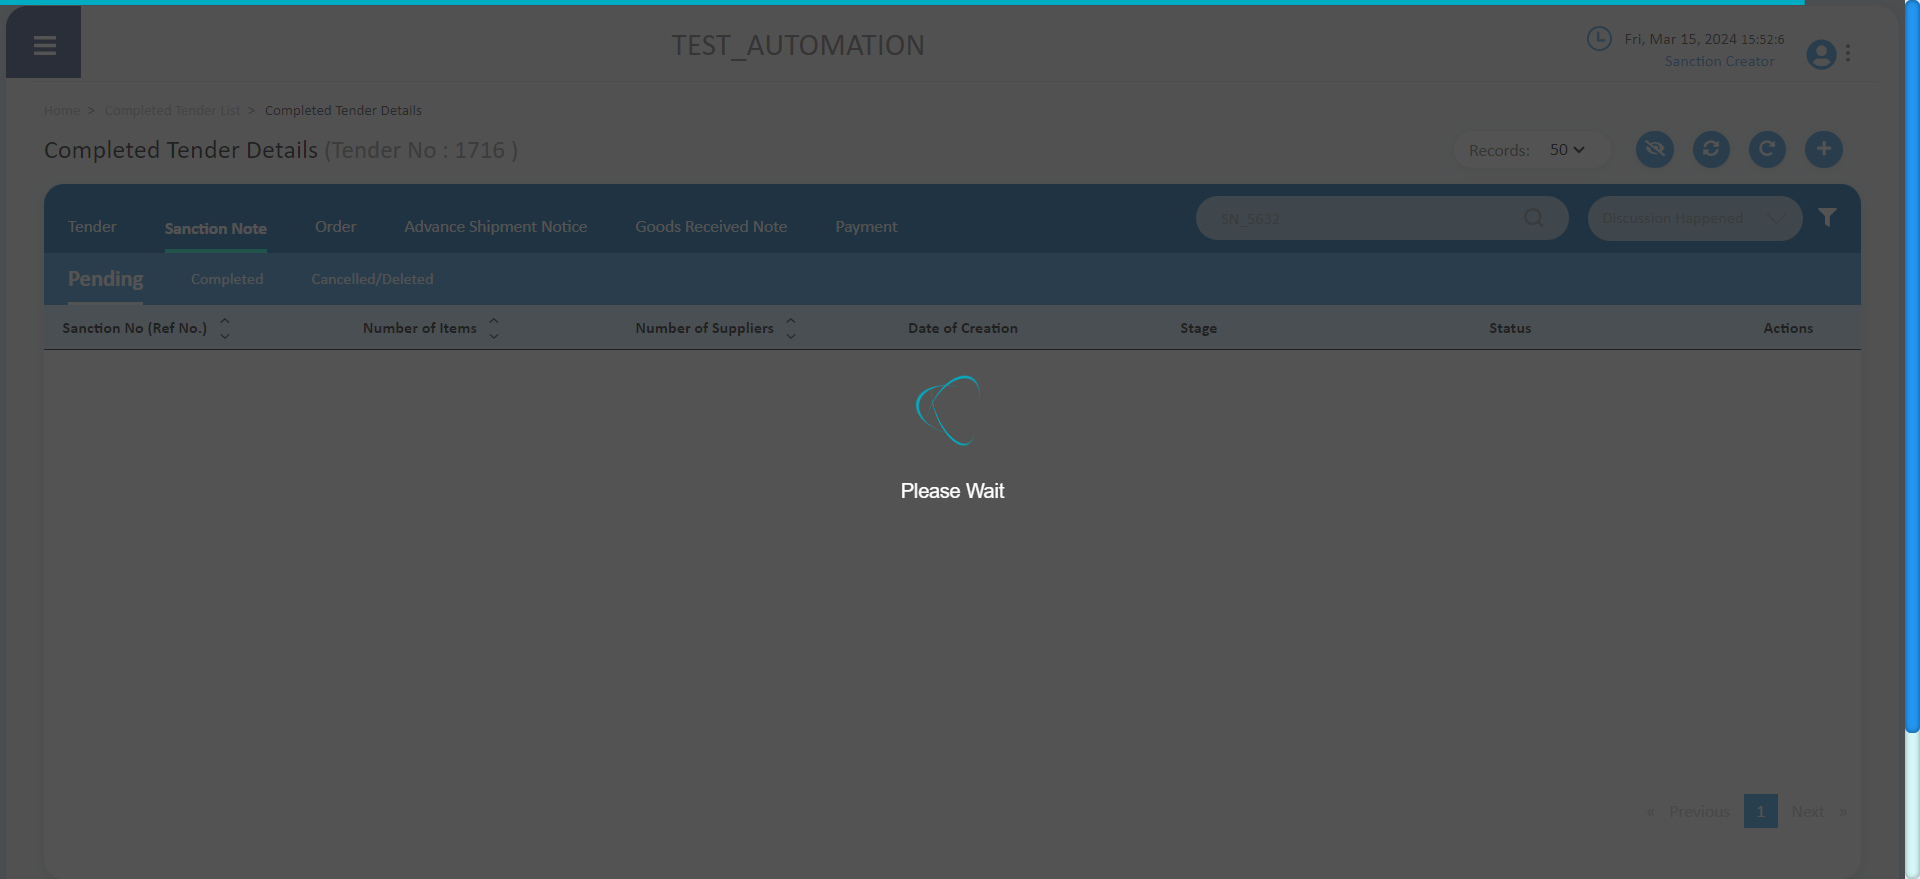 TEST_AUTOMATION
Fri, Mar 15, 2024 15:52:6
Sanction Creator
Home > Completed Tender List > Completed Tender Details
Completed Tender Details (Tender No : 1716 )
Records: 50
Tender Sanction Note Order Advance Shipment Notice Goods Received Note Payment
SN_5632
Discussion Happened
Pending Completed Cancelled/Deleted
Sanction No (Ref No.) Number of Items Number of Suppliers Date of Creation Stage Status Actions
Please Wait
« Previous 1 Next »